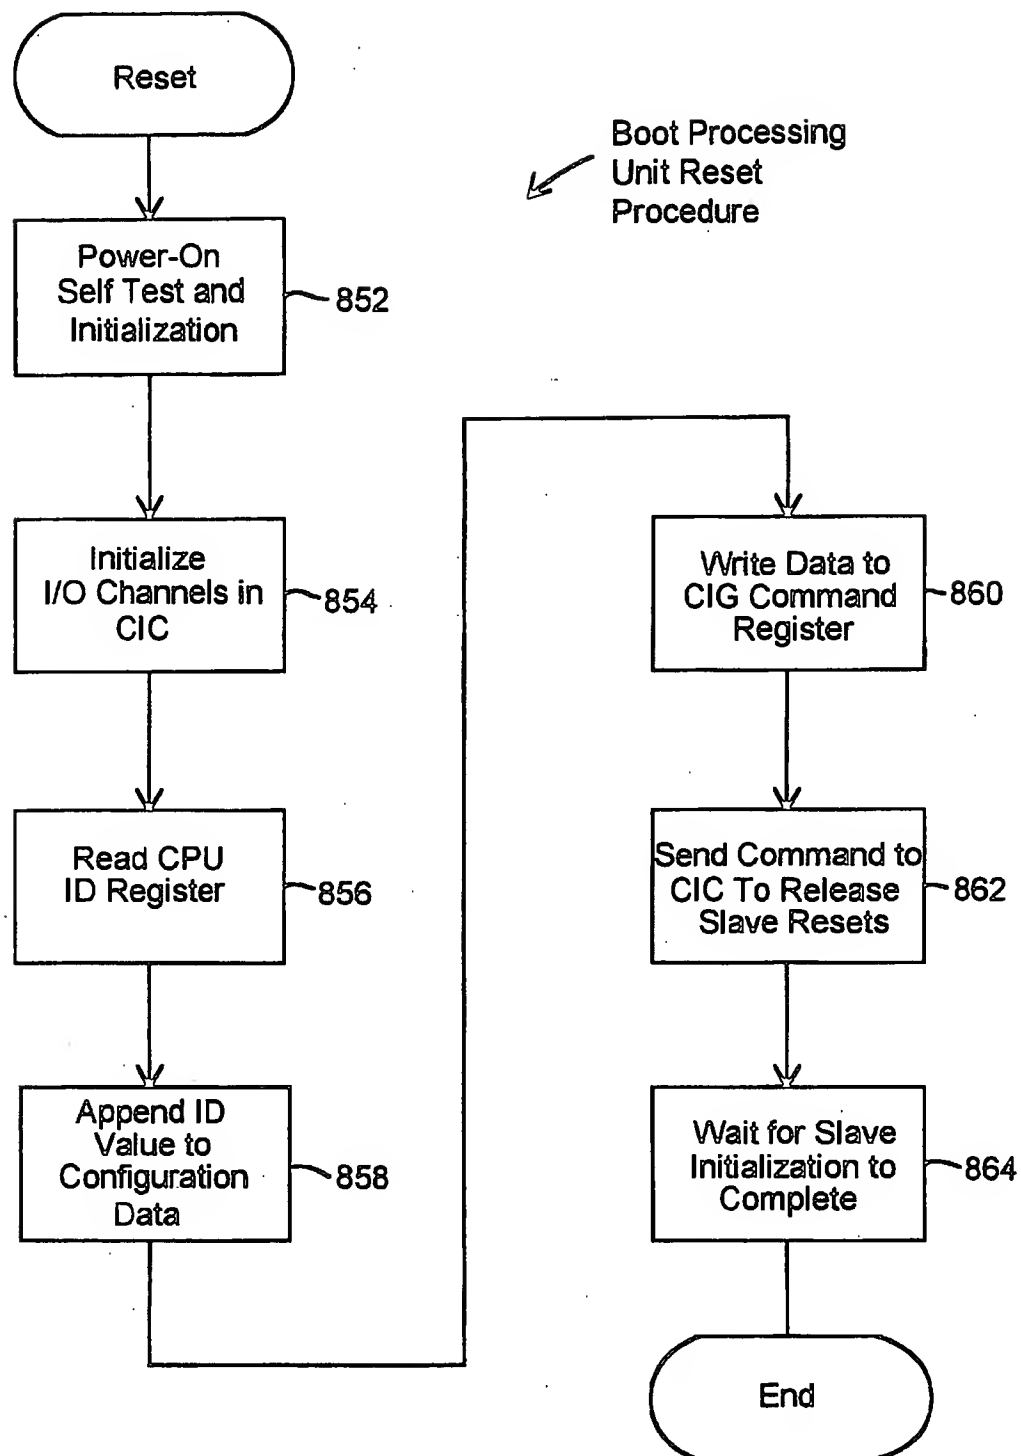 Reset
Boot Processing
Unit Reset
Procedure
Power-On
Self Test and
Initialization
852
Initialize
I/O Channels in
CIC
854
Read CPU
ID Register
856
Append ID
Value to
Configuration
Data
858
Write Data to
CIG Command
Register
860
Send Command to
CIC To Release
Slave Resets
862
Wait for Slave
Initialization to
Complete
864
End